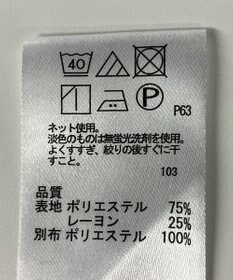 40
P P63
ネット使用。
淡色のものは無蛍光洗剤を使用。
よくすすぎ、絞りの後すぐに干
すこと。
103
品質
表地 ポリエステル 75%
レーヨン 25%
別布 ポリエステル 100%